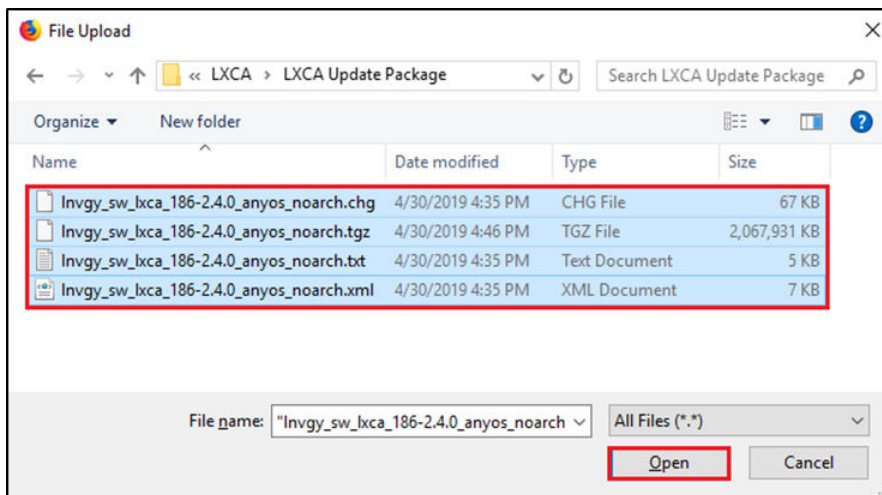 File Upload
« LXCA > LXCA Update Package
Search LXCA Update Package
Organize
New folder
Name Date modified Type Size
lnvgy_sw_lxca_186-2.4.0_anyos_noarch.chg 4/30/2019 4:35 PM CHG File 67 KB
lnvgy_sw_lxca_186-2.4.0_anyos_noarch.tgz 4/30/2019 4:46 PM TGZ File 2,067,931 KB
lnvgy_sw_lxca_186-2.4.0_anyos_noarch.txt 4/30/2019 4:35 PM Text Document 5 KB
lnvgy_sw_lxca_186-2.4.0_anyos_noarch.xml 4/30/2019 4:35 PM XML Document 7 KB
File name: "lnvgy_sw_lxca_186-2.4.0_anyos_noarch All Files (*.*)
Open Cancel